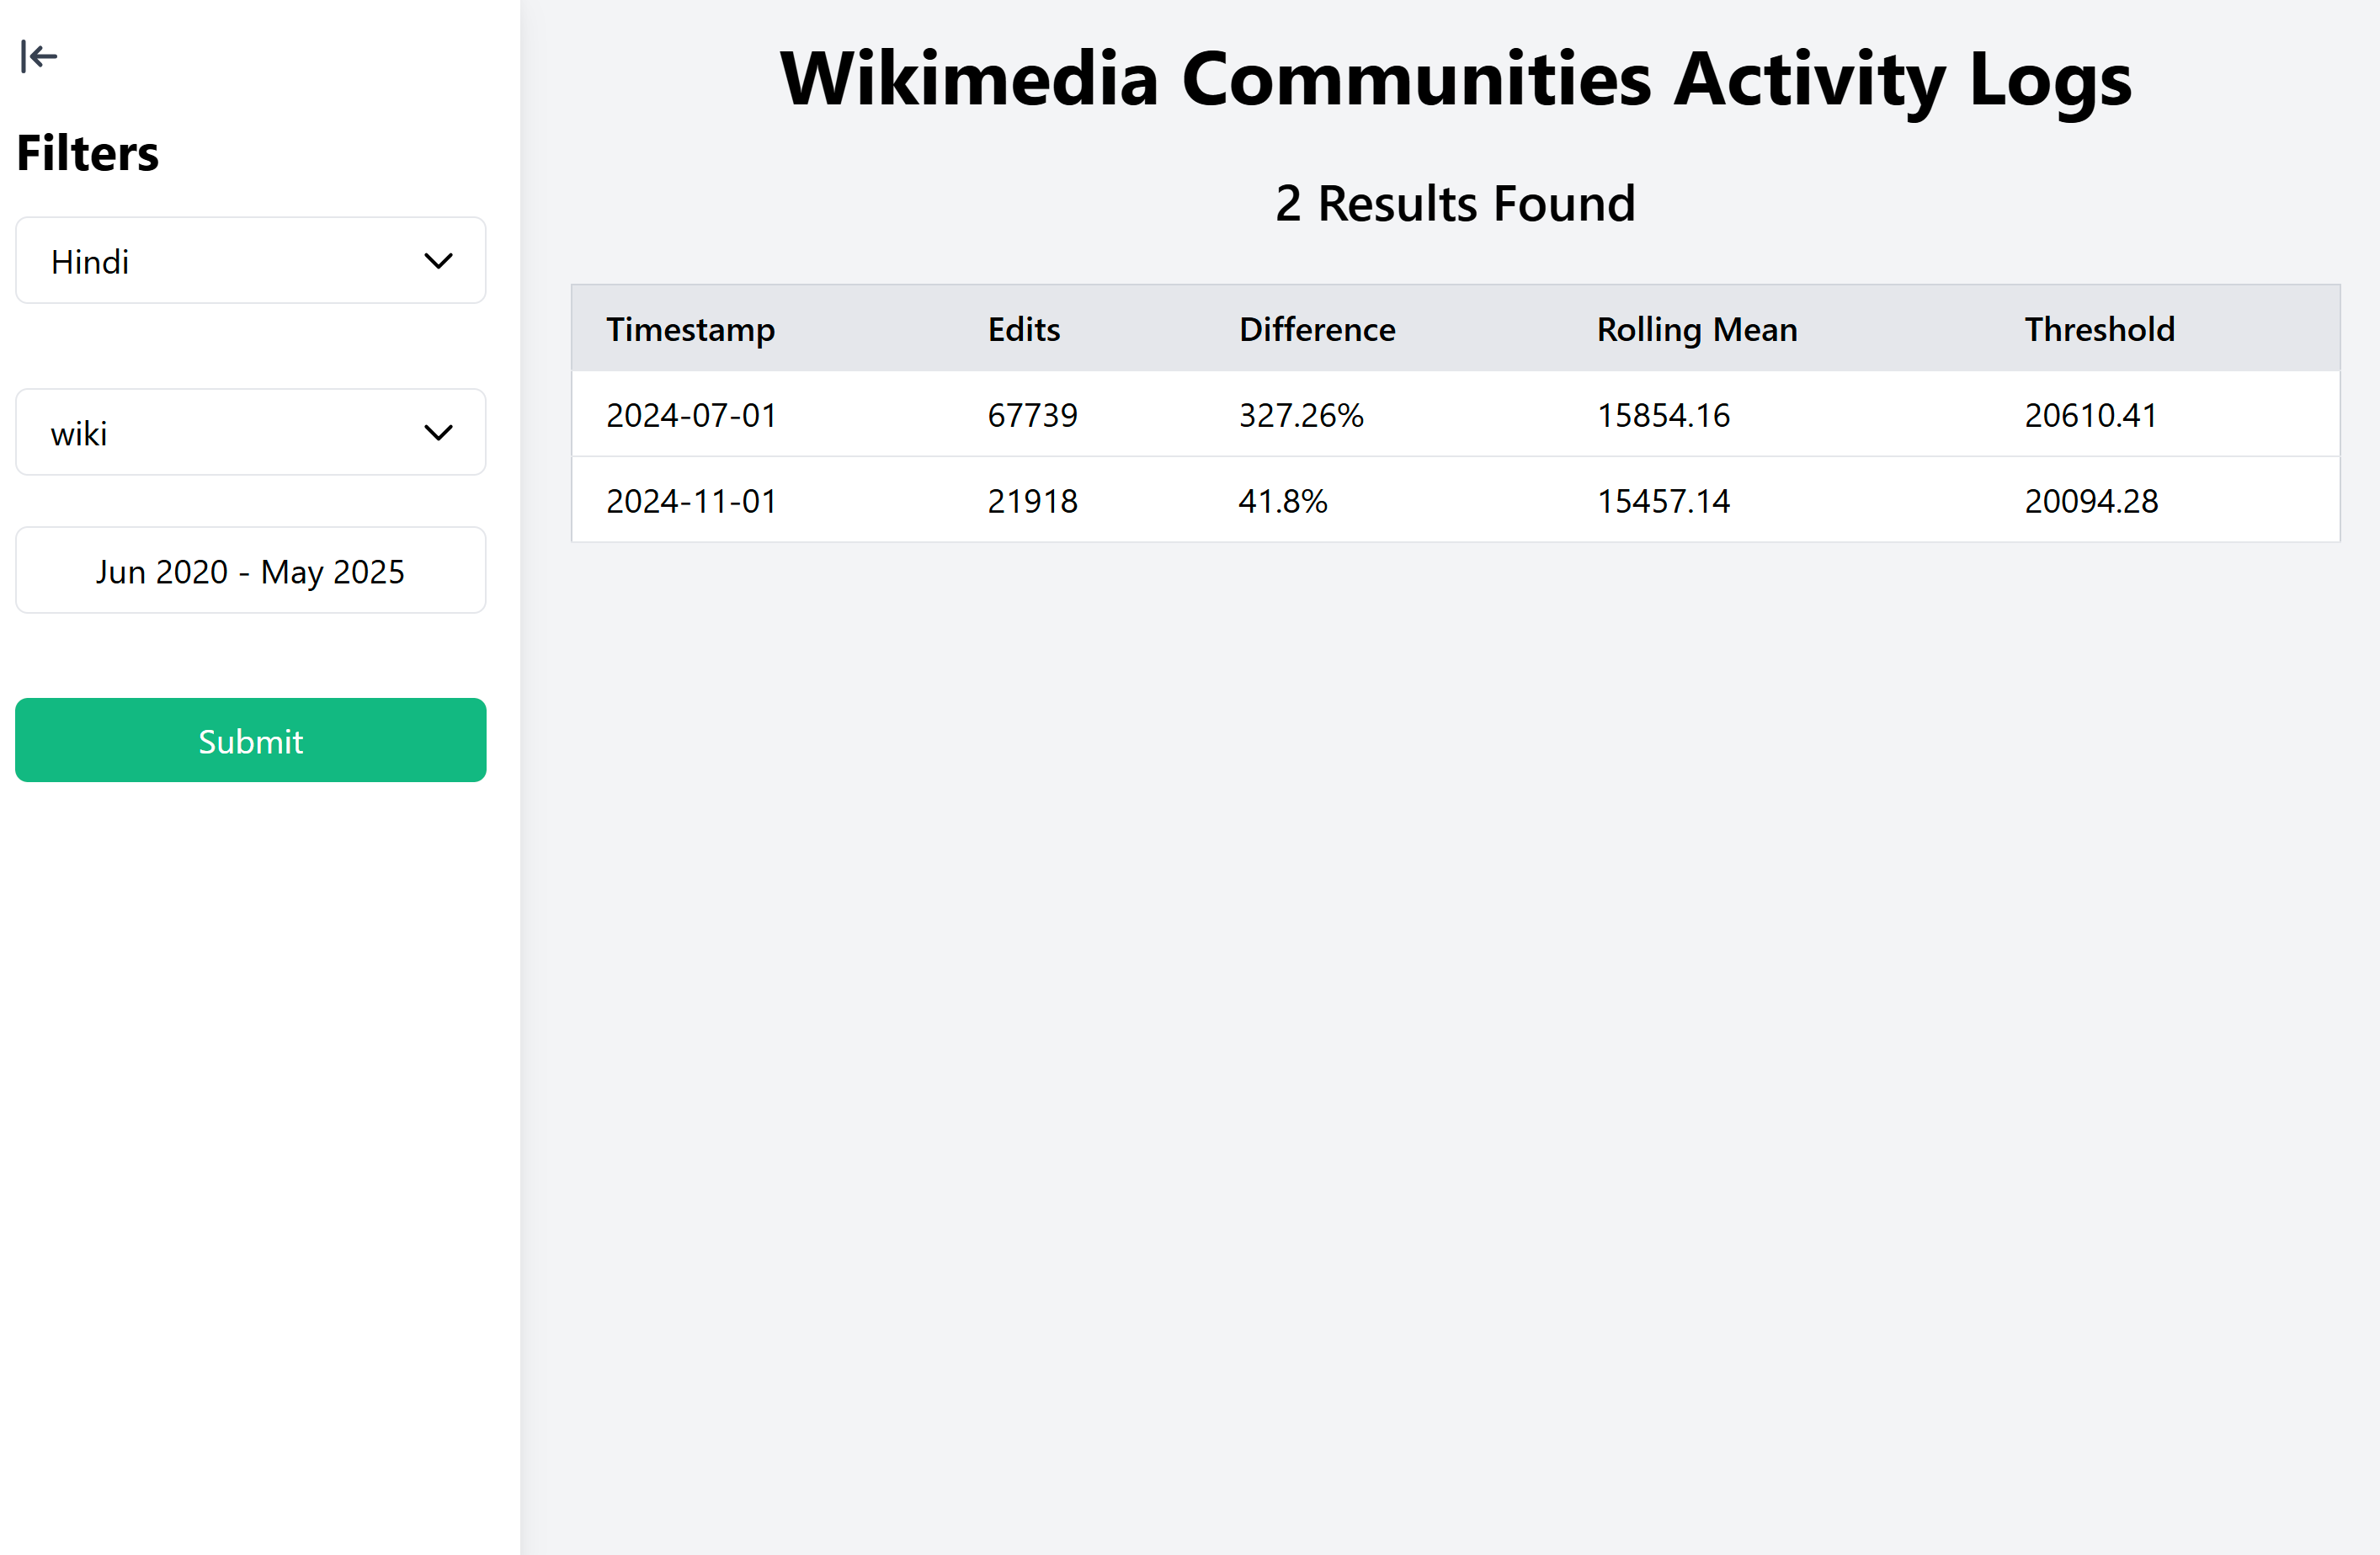 Filters
Hindi
wiki
Jun 2020 - May 2025
Submit
Wikimedia Communities Activity Logs
2 Results Found
Timestamp Edits Difference Rolling Mean Threshold
2024-07-01 67739 327.26% 15854.16 20610.41
2024-11-01 21918 41.8% 15457.14 20094.28